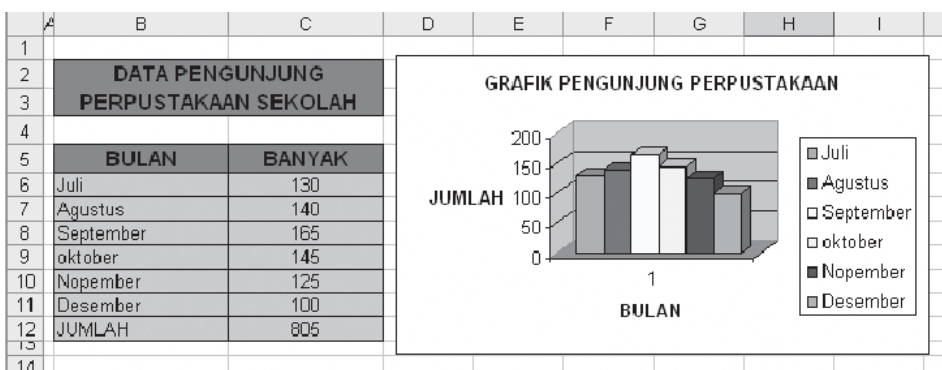 A B C D E F G H I
1
2 DATA PENGUNJUNG
3 PERPUSTAKAAN SEKOLAH
4
5 BULAN BANYAK
6 Juli 130
7 Agustus 140
8 September 165
9 oktober 145
10 Nopember 125
11 Desember 100
12 JUMLAH 805
13
14
GRAFIK PENGUNJUNG PERPUSTAKAAN
200
150
JUMLAH 100
50
0
1
BULAN
Juli
Agustus
September
oktober
Nopember
Desember